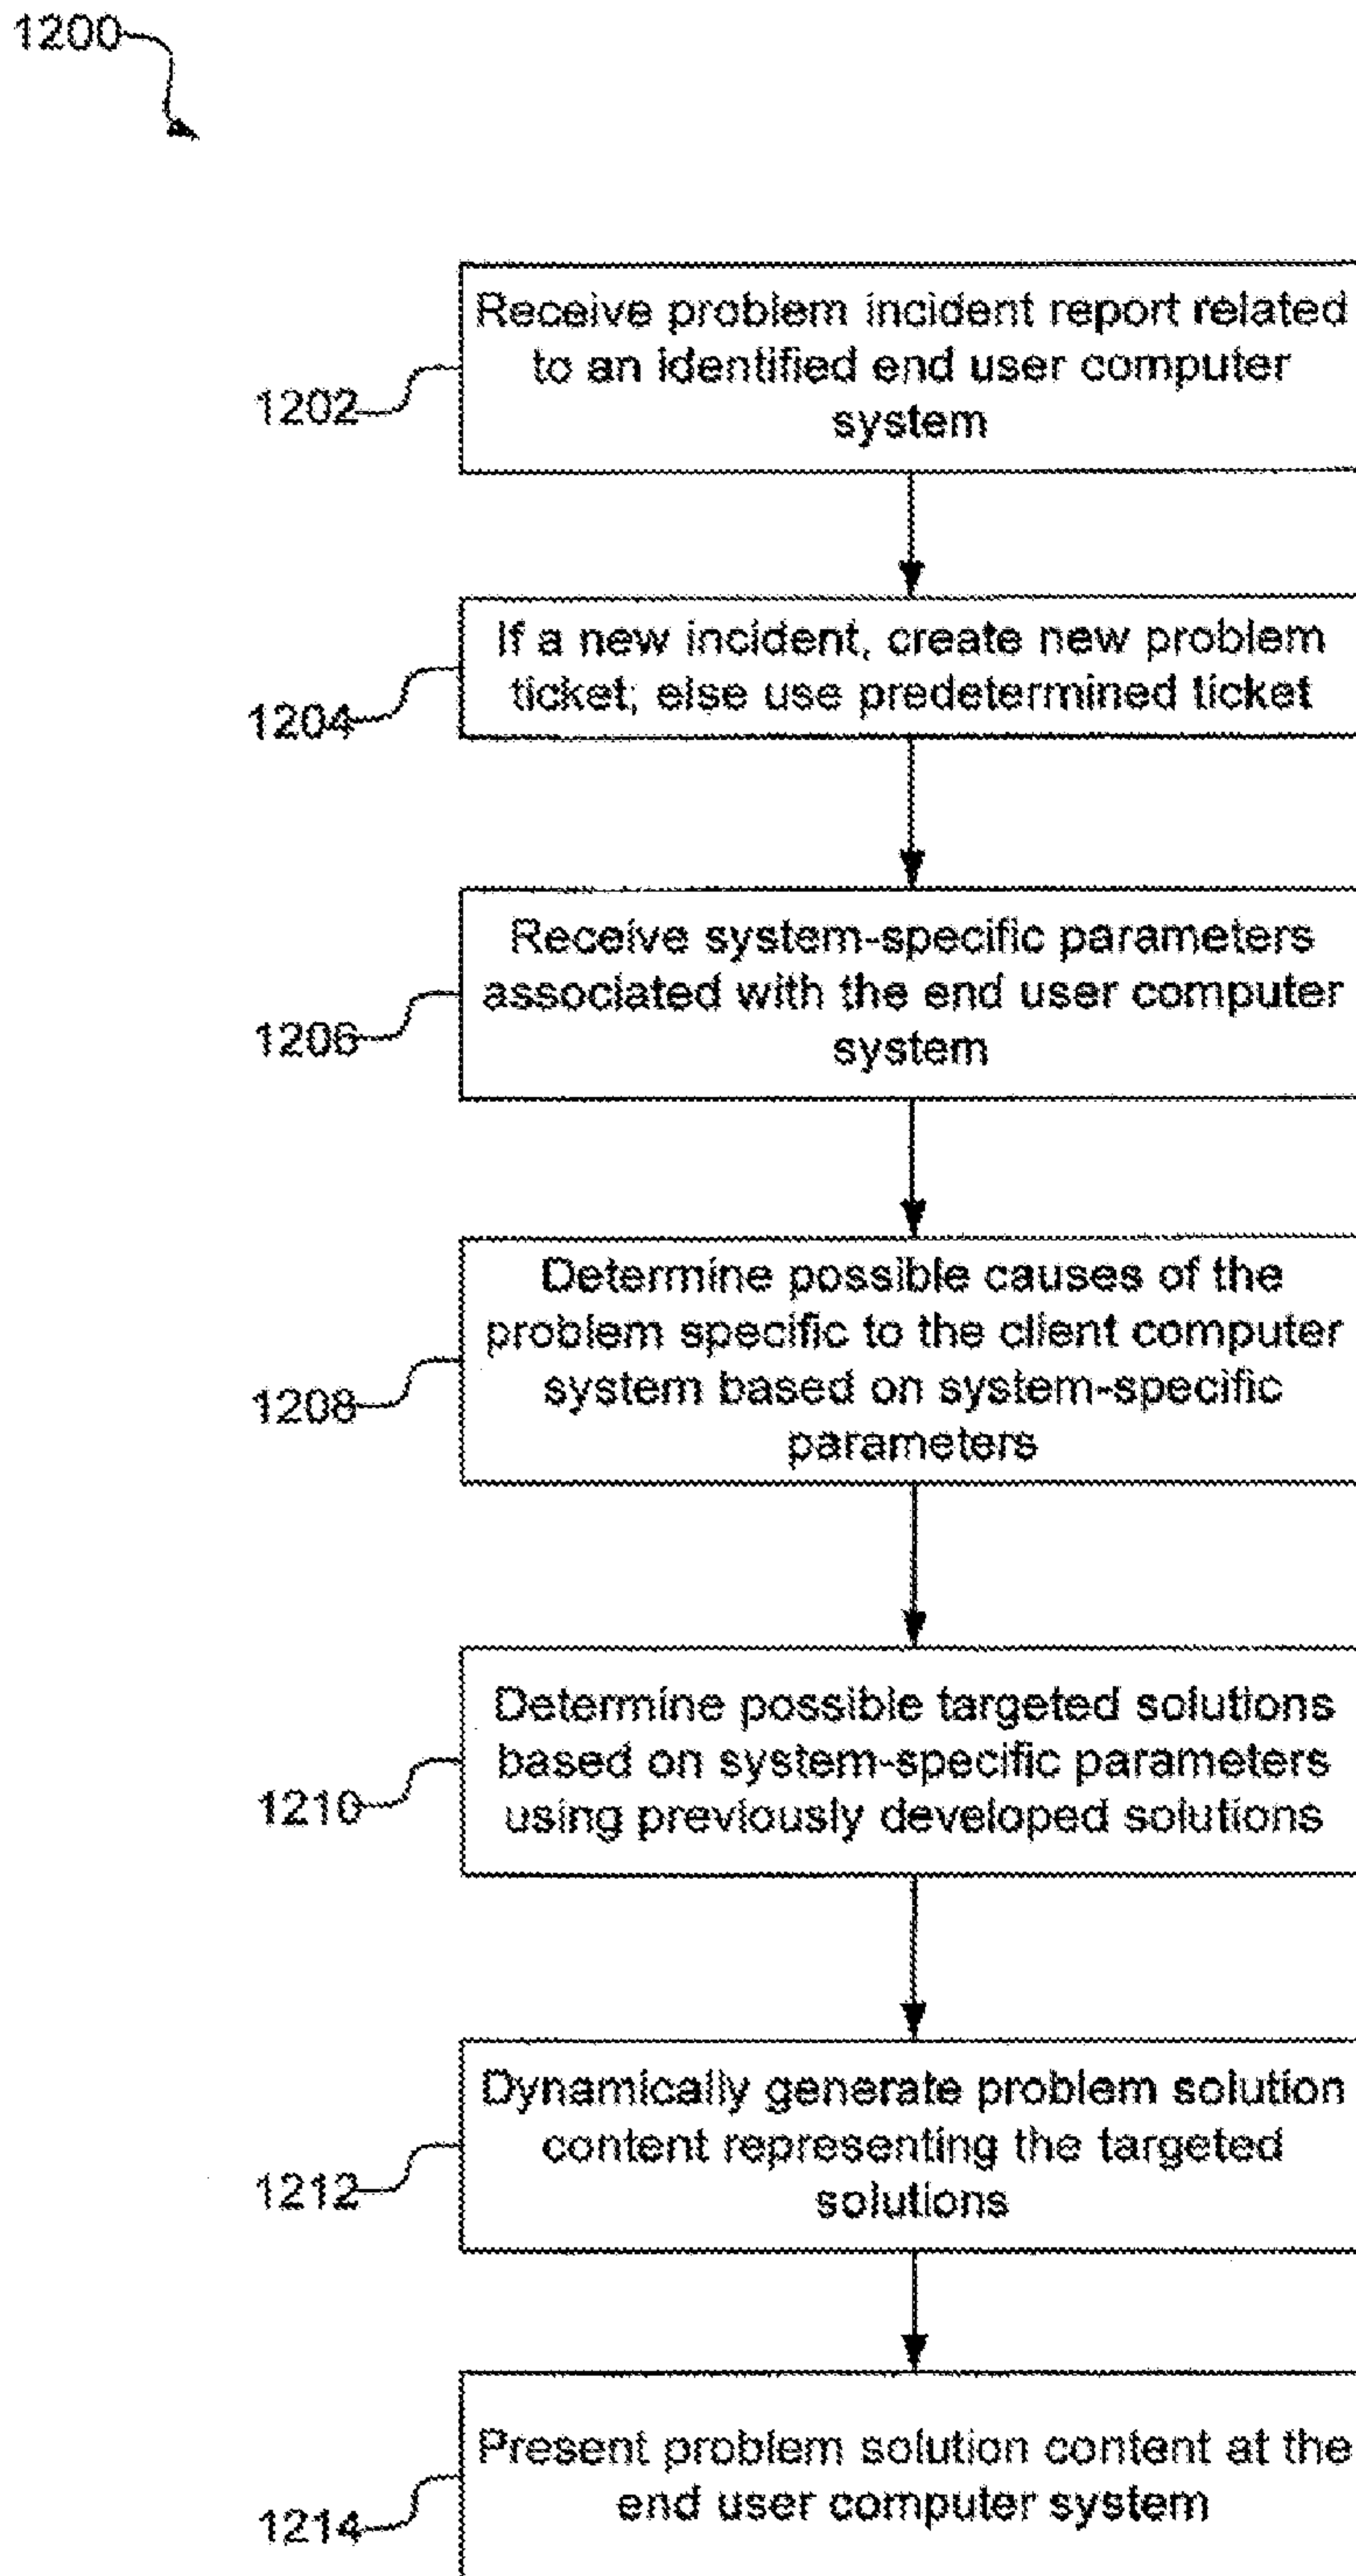 1200
Receive problem incident report related
to an identified end user computer
system
1202
If a new incident, create new problem
ticket; else use predetermined ticket
1204
Receive system-specific parameters
associated with the end user computer
system
1206
Determine possible causes of the
problem specific to the client computer
system based on system-specific
parameters
1208
Determine possible targeted solutions
based on system-specific parameters
using previously developed solutions
1210
Dynamically generate problem solution
content representing the targeted
solutions
1212
Present problem solution content at the
end user computer system
1214